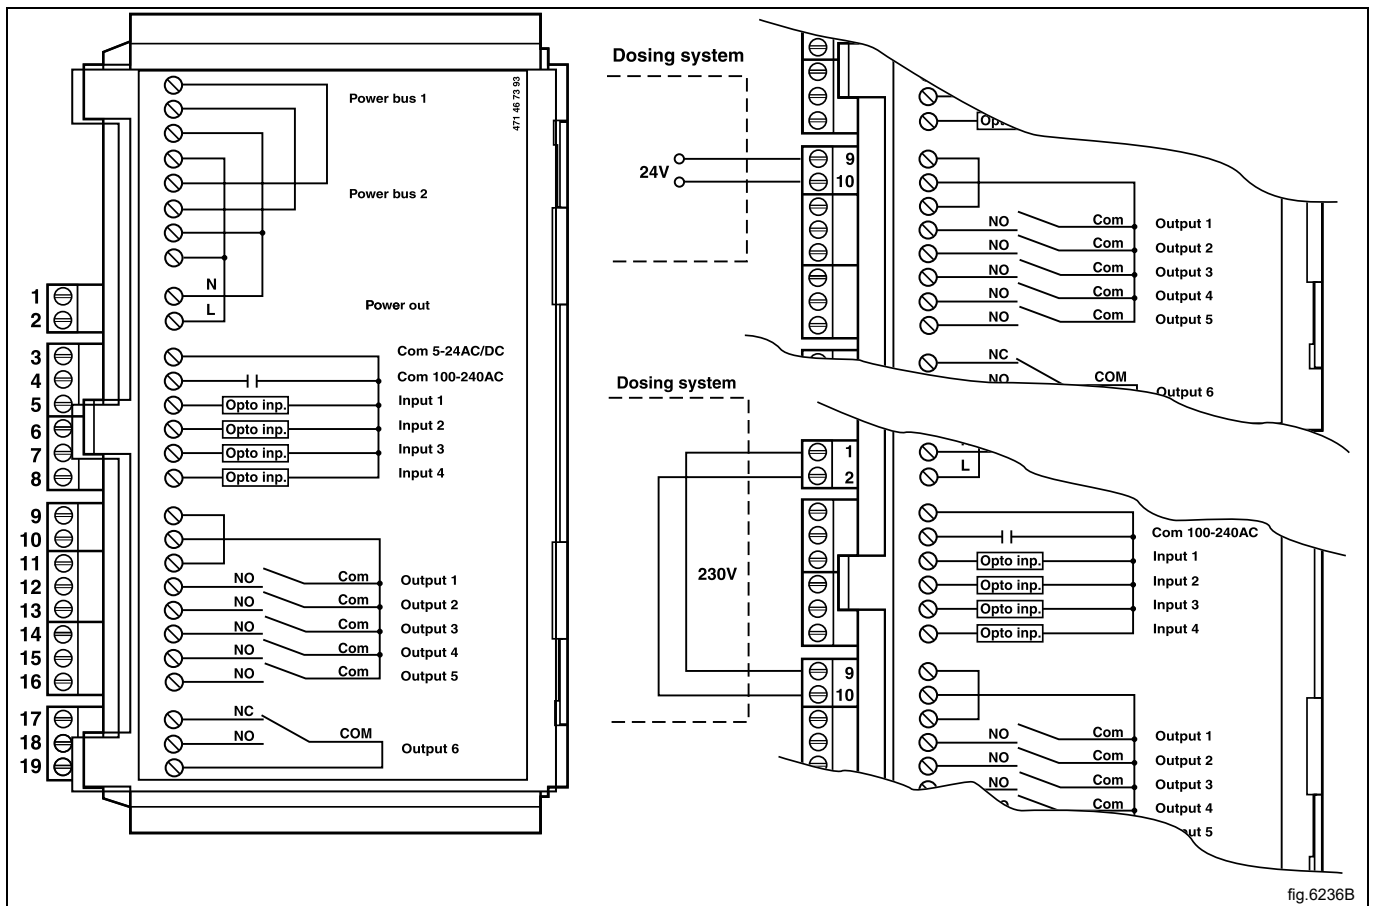 471 46 73 93
Power bus 1
Power bus 2
N
L
Power out
1
2
3
4
5
6
7
8
9
10
11
12
13
14
15
16
17
18
19
Com 5-24AC/DC
Com 100-240AC
Opto inp. Input 1
Opto inp. Input 2
Opto inp. Input 3
Opto inp. Input 4
NO Com Output 1
NO Com Output 2
NO Com Output 3
NO Com Output 4
NO Com Output 5
NC
NO COM Output 6
Dosing system
24V
9
10
NO Com Output 1
NO Com Output 2
NO Com Output 3
NO Com Output 4
NO Com Output 5
NC
NO COM Output 6
Dosing system
230V
1
2
L
Com 100-240AC
Opto inp. Input 1
Opto inp. Input 2
Opto inp. Input 3
Opto inp. Input 4
9
10
NO Com Output 1
NO Com Output 2
NO Com Output 3
Com Output 4
5
fig.6236B